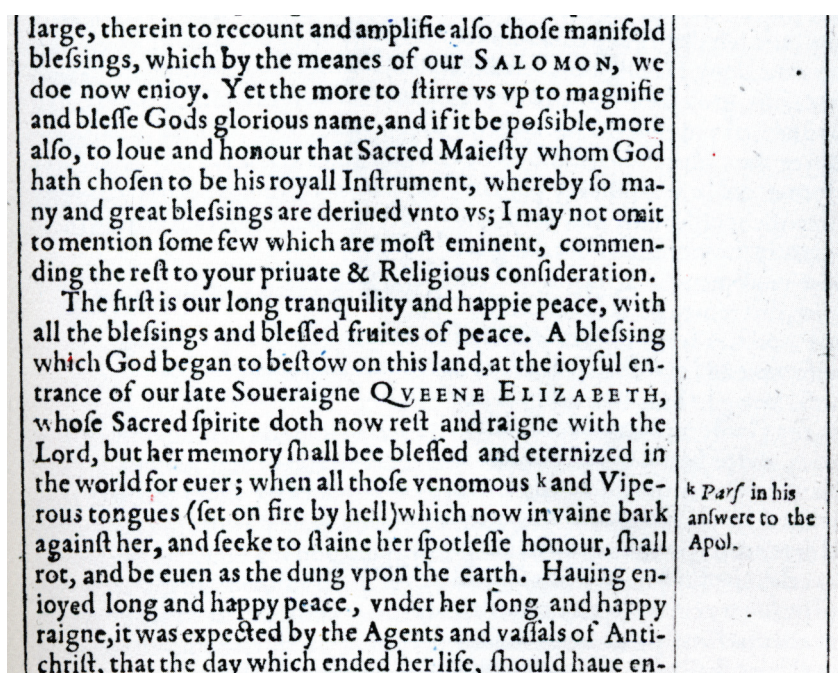 large, therein to recount and amplifie alſo thoſe manifold
bleſsings, which by the meanes of our SALOMON, we
doe now enioy. Yet the more to ſtirre vs vp to magnifie
and bleſſe Gods glorious name,and if it be poſsible,more
alſo, to loue and honour that Sacred Maieſty whom God
hath choſen to be his royall Inſtrument, whereby ſo ma-
ny and great bleſsings are deriued vnto vs; I may not omit
to mention ſome few which are moſt eminent, commen-
ding the reſt to your priuate & Religious conſideration.
The firſt is our long tranquility and happie peace, with
all the bleſsings and bleſſed fruites of peace. A bleſsing
which God began to beſtow on this land,at the ioyful en-
trance of our late Soueraigne QVEENE ELIZABETH,
whoſe Sacred ſpirite doth now reſt and raigne with the
Lord, but her memory ſhall bee bleſſed and eternized in
the world for euer; when all thoſe venomous k and Vipe-
rous tongues (ſet on fire by hell)which now in vaine bark
againſt her, and ſeeke to ſtaine her ſpotleſſe honour, ſhall
rot, and be euen as the dung vpon the earth. Hauing en-
ioyed long and happy peace, vnder her long and happy
raigne,it was expected by the Agents and vaſſals of Anti-
chriſt, that the day which ended her life, ſhould haue en-
k Parſ in his
anſwere to the
Apol.